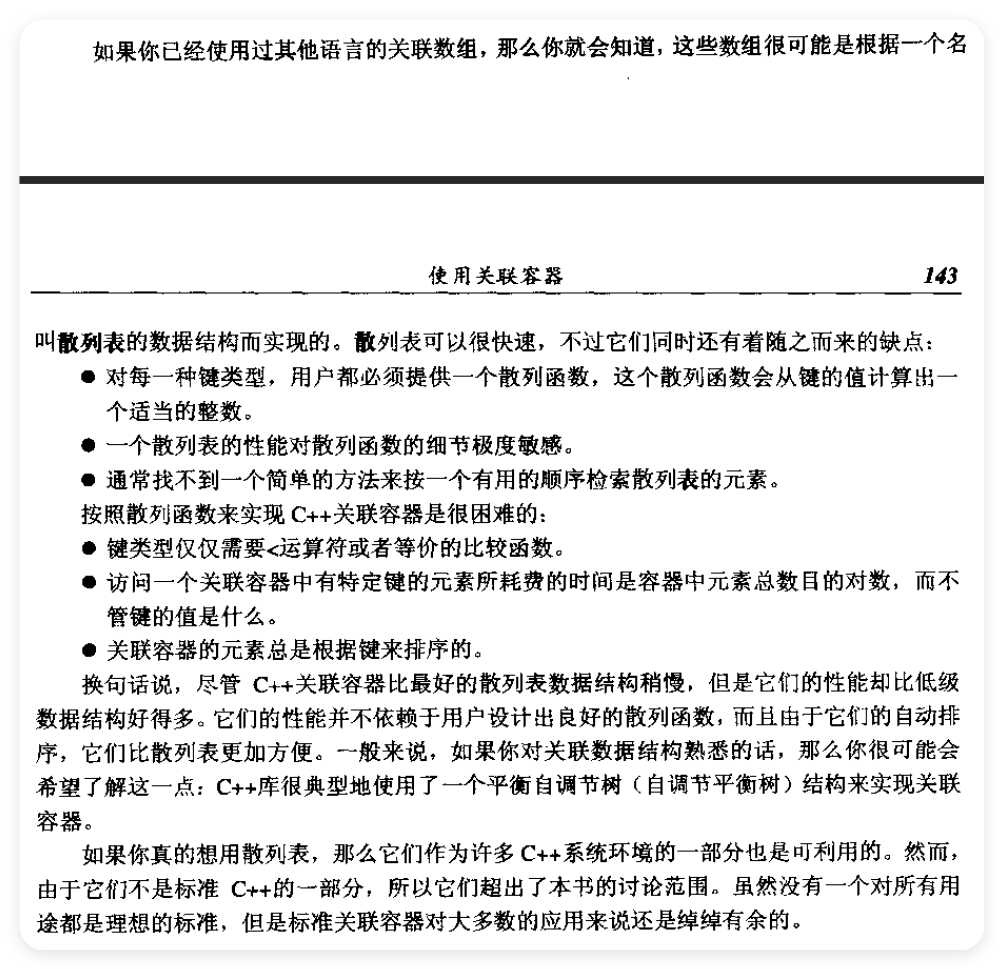 如果你已经使用过其他语言的关联数组，那么你就会知道，这些数组很可能是根据一个名
使用关联容器 143
叫散列表的数据结构而实现的。散列表可以很快速，不过它们同时还有着随之而来的缺点：
● 对每一种键类型，用户都必须提供一个散列函数，这个散列函数会从键的值计算出一
个适当的整数。
● 一个散列表的性能对散列函数的细节极度敏感。
● 通常找不到一个简单的方法来按一个有用的顺序检索散列表的元素。
按照散列函数来实现 C++关联容器是很困难的：
● 键类型仅仅需要<运算符或者等价的比较函数。
● 访问一个关联容器中有特定键的元素所耗费的时间是容器中元素总数目的对数，而不
管键的值是什么。
● 关联容器的元素总是根据键来排序的。
换句话说，尽管 C++关联容器比最好的散列表数据结构稍慢，但是它们的性能却比低级
数据结构好得多。它们的性能并不依赖于用户设计出良好的散列函数，而且由于它们的自动排
序，它们比散列表更加方便。一般来说，如果你对关联数据结构熟悉的话，那么你很可能会
希望了解这一点：C++库很典型地使用了一个平衡自调节树（自调节平衡树）结构来实现关联
容器。
如果你真的想用散列表，那么它们作为许多 C++系统环境的一部分也是可利用的。然而，
由于它们不是标准 C++的一部分，所以它们超出了本书的讨论范围。虽然没有一个对所有用
途都是理想的标准，但是标准关联容器对大多数的应用来说还是绰绰有余的。